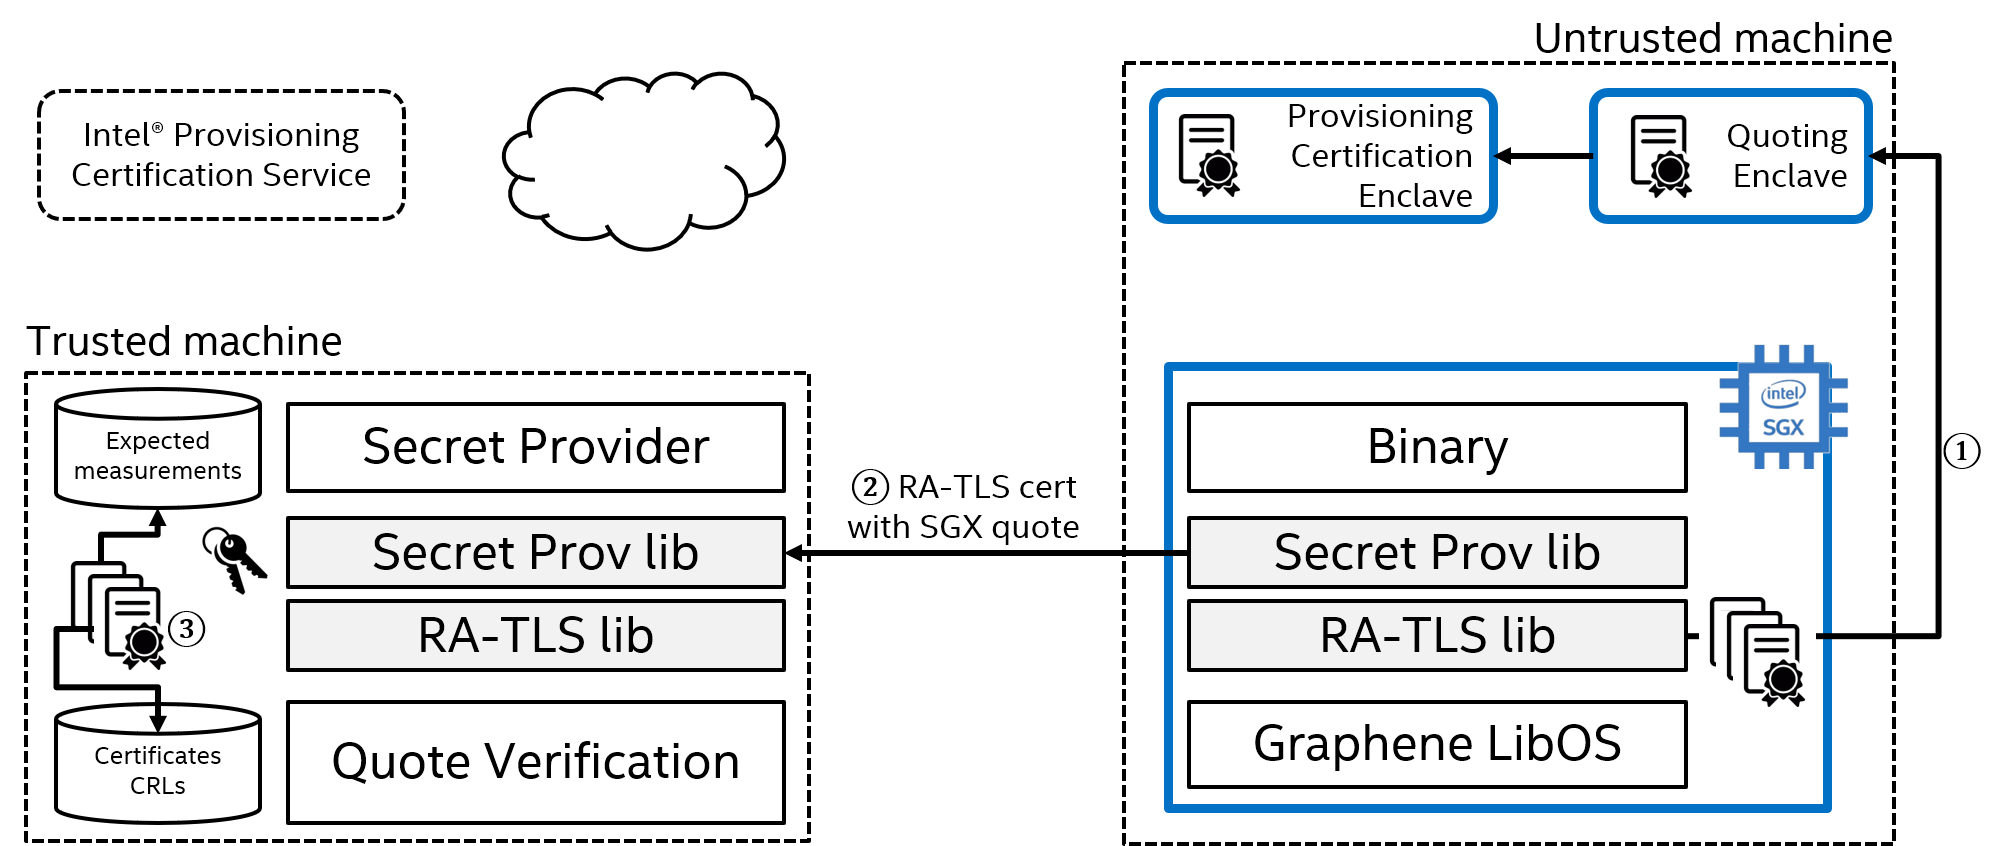 Untrusted machine
Intel® Provisioning
Certification Service
Provisioning
Certification
Enclave
Quoting
Enclave
Trusted machine
Expected
measurements
③
Certificates
CRLs
Secret Provider
Secret Prov lib
RA-TLS lib
Quote Verification
② RA-TLS cert
with SGX quote
Binary
Secret Prov lib
RA-TLS lib
Graphene LibOS
intel
SGX
①